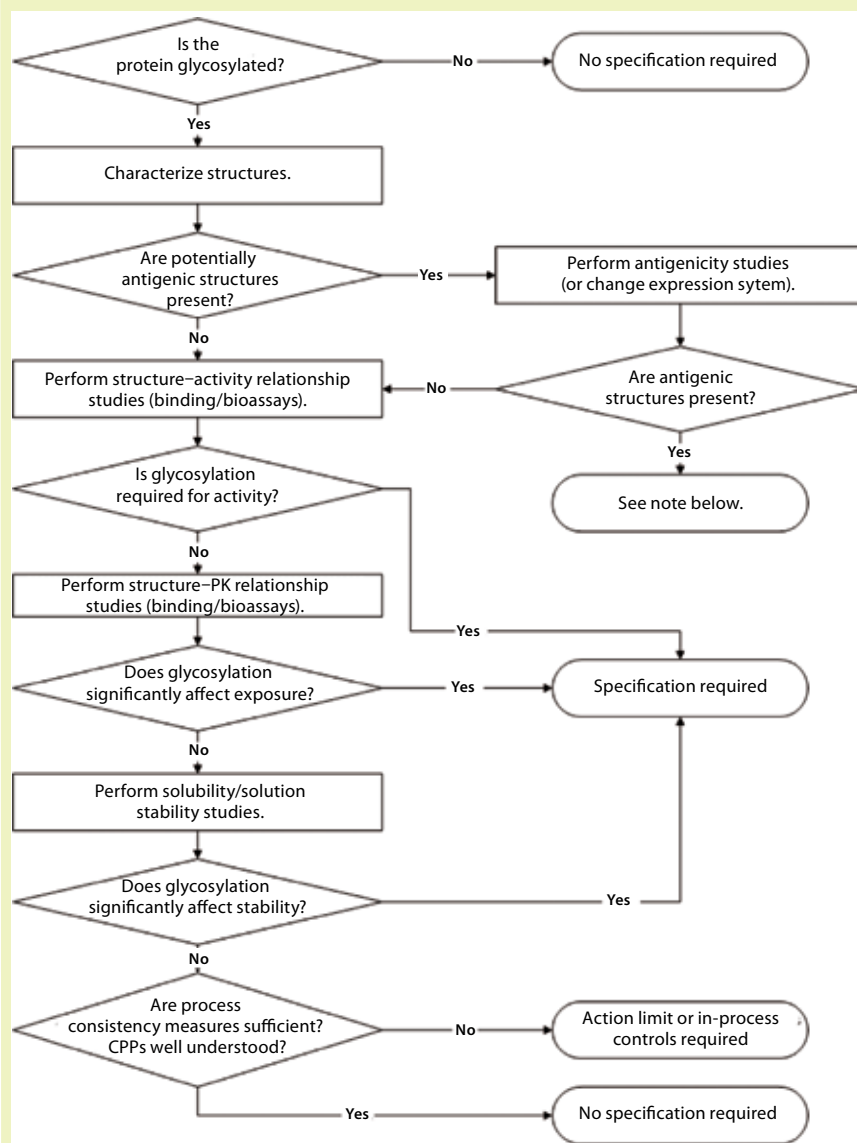 Is the
protein glycosylated?
No
No specification required
Yes
Characterize structures.
Are potentially
antigenic structures
present?
Yes
Perform antigenicity studies
(or change expression sytem).
No
Perform structure–activity relationship
studies (binding/bioassays).
No
Are antigenic
structures present?
Yes
See note below.
Is glycosylation
required for activity?
No
Yes
Perform structure–PK relationship
studies (binding/bioassays).
Does glycosylation
significantly affect exposure?
Yes
Specification required
No
Perform solubility/solution
stability studies.
Does glycosylation
significantly affect stability?
Yes
No
Are process
consistency measures sufficient?
CPPs well understood?
No
Action limit or in-process
controls required
Yes
No specification required